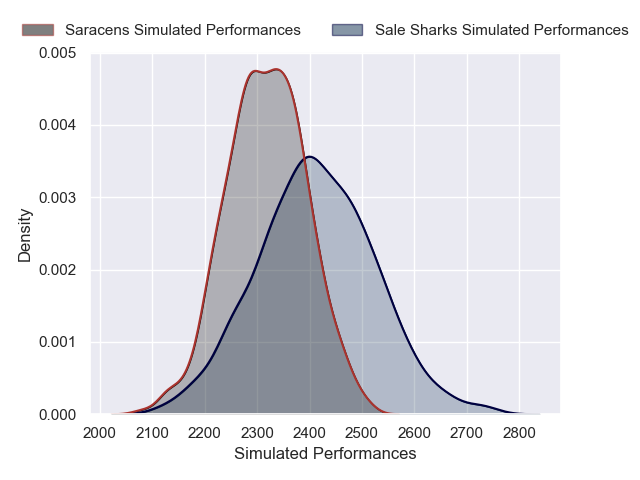 Saracens Simulated Performances Sale Sharks Simulated Performances
0.005
0.004
0.003
0.002
0.001
0.000
Density
2000 2100 2200 2300 2400 2500 2600 2700 2800
Simulated Performances